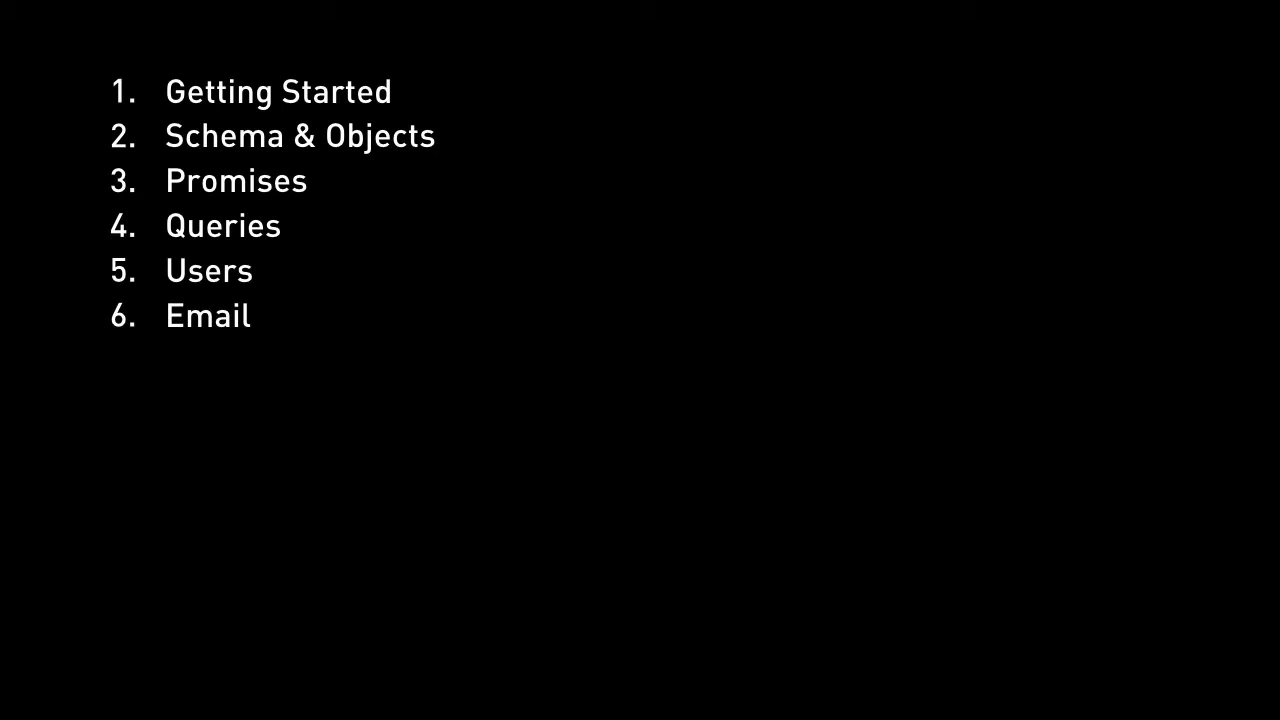 1. Getting Started
2. Schema & Objects
3. Promises
4. Queries
5. Users
6. Email